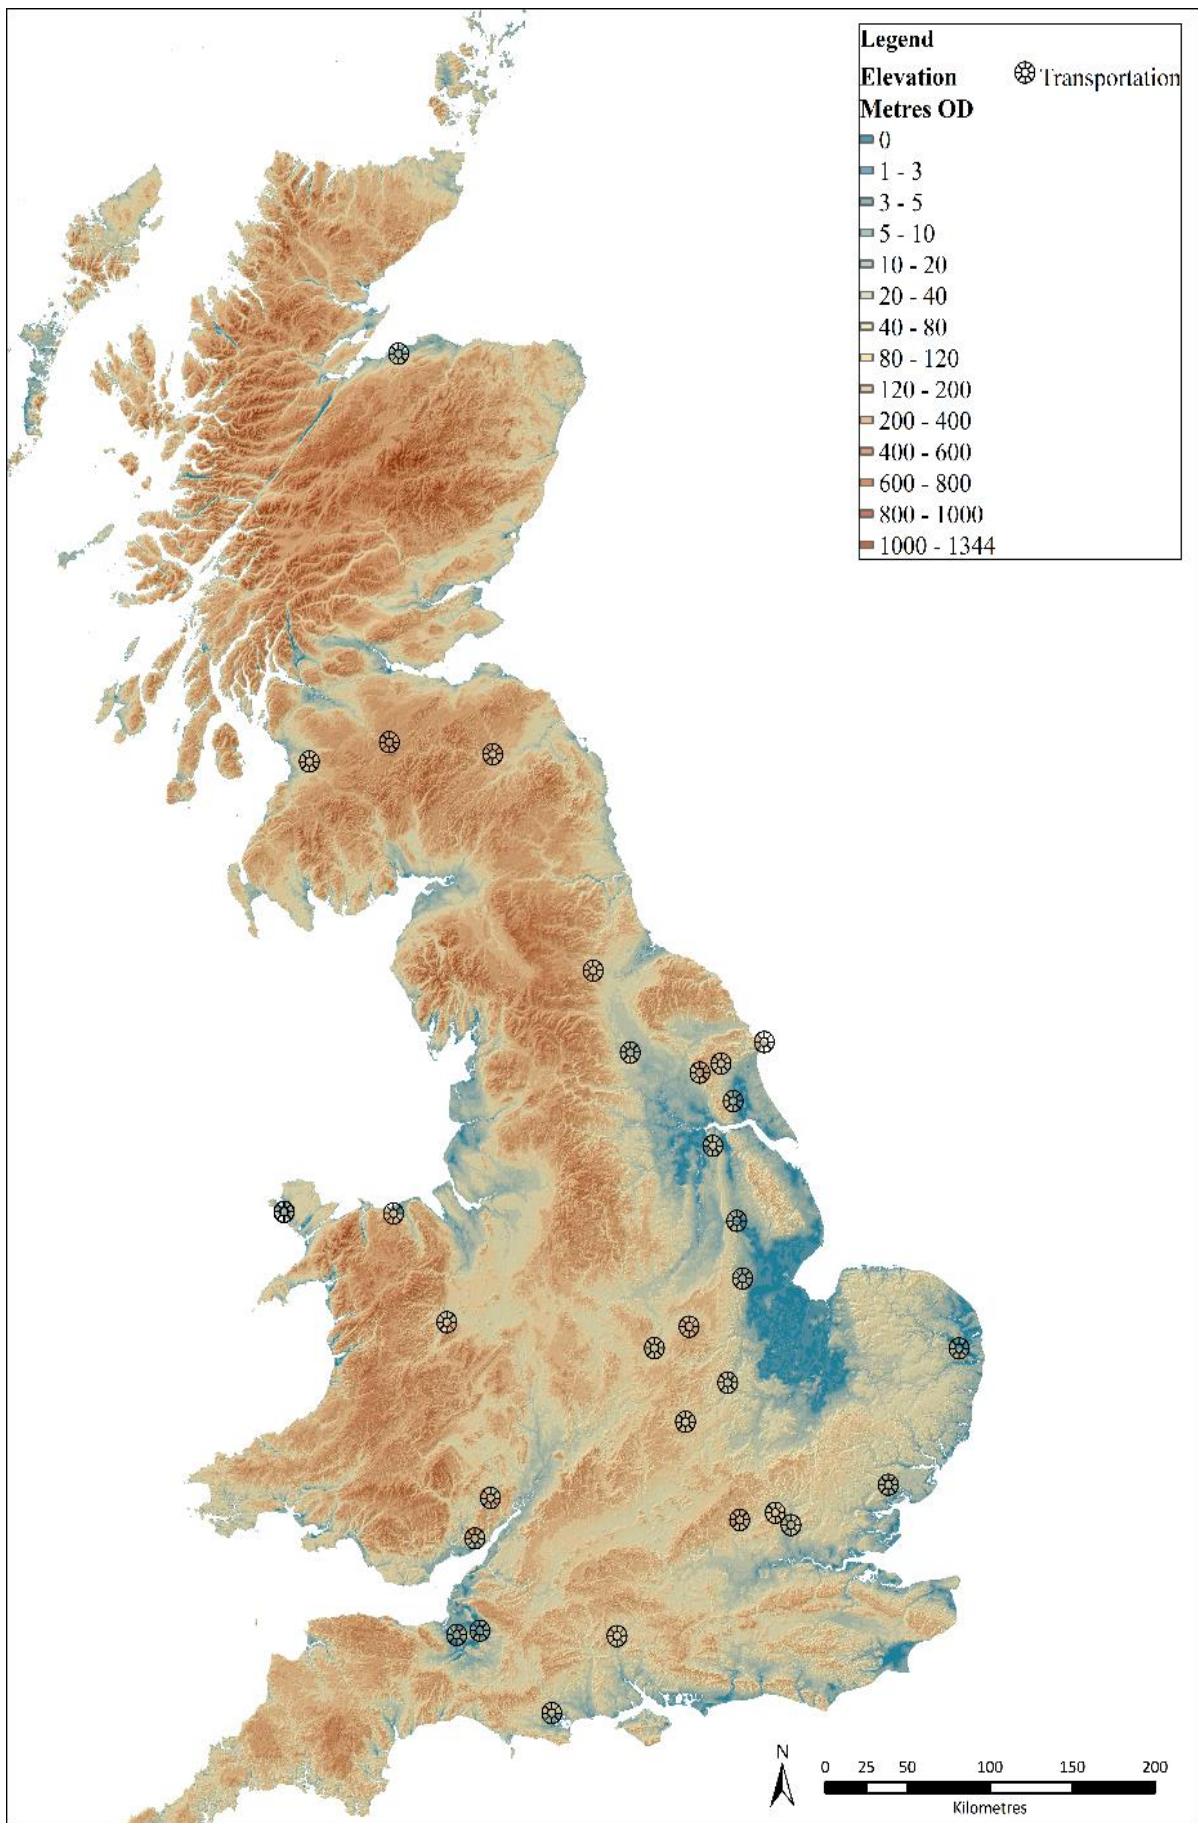 Legend
Elevation
Transportation
Metres OD
0
1 - 3
3 - 5
5 - 10
10 - 20
20 - 40
40 - 80
80 - 120
120 - 200
200 - 400
400 - 600
600 - 800
800 - 1000
1000 - 1344
N
0 25 50 100 150 200
Kilometres